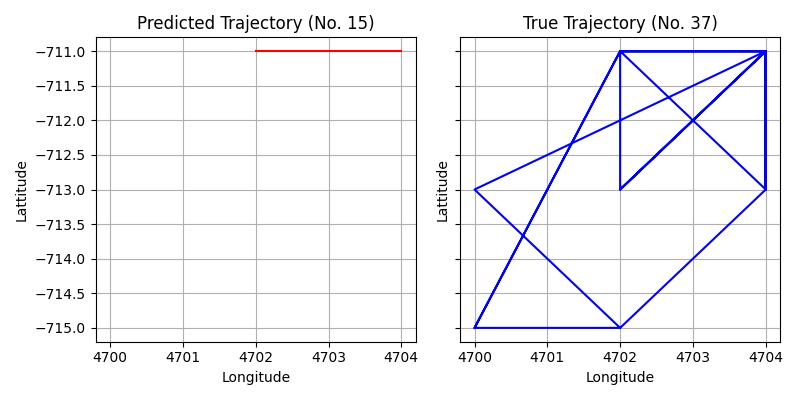 Predicted Trajectory (No. 15)
True Trajectory (No. 37)
−711.0
−711.5
−712.0
−712.5
−713.0
−713.5
−714.0
−714.5
−715.0
Lattitude
Lattitude
4700 4701 4702 4703 4704
4700 4701 4702 4703 4704
Longitude
Longitude